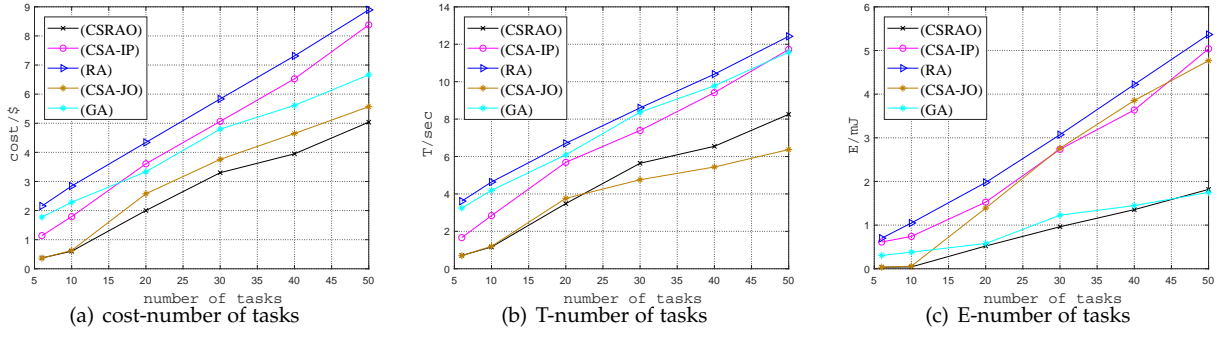 9
8
7
6
5
4
3
2
1
0
cost/$
(CSRAO)
(CSA-IP)
(RA)
(CSA-JO)
(GA)
5 10 15 20 25 30 35 40 45 50
number of tasks
(a) cost-number of tasks
14
12
10
8
6
4
2
0
T/sec
(CSRAO)
(CSA-IP)
(RA)
(CSA-JO)
(GA)
5 10 15 20 25 30 35 40 45 50
number of tasks
(b) T-number of tasks
6
5
4
3
2
1
0
E/mJ
(CSRAO)
(CSA-IP)
(RA)
(CSA-JO)
(GA)
5 10 15 20 25 30 35 40 45 50
number of tasks
(c) E-number of tasks